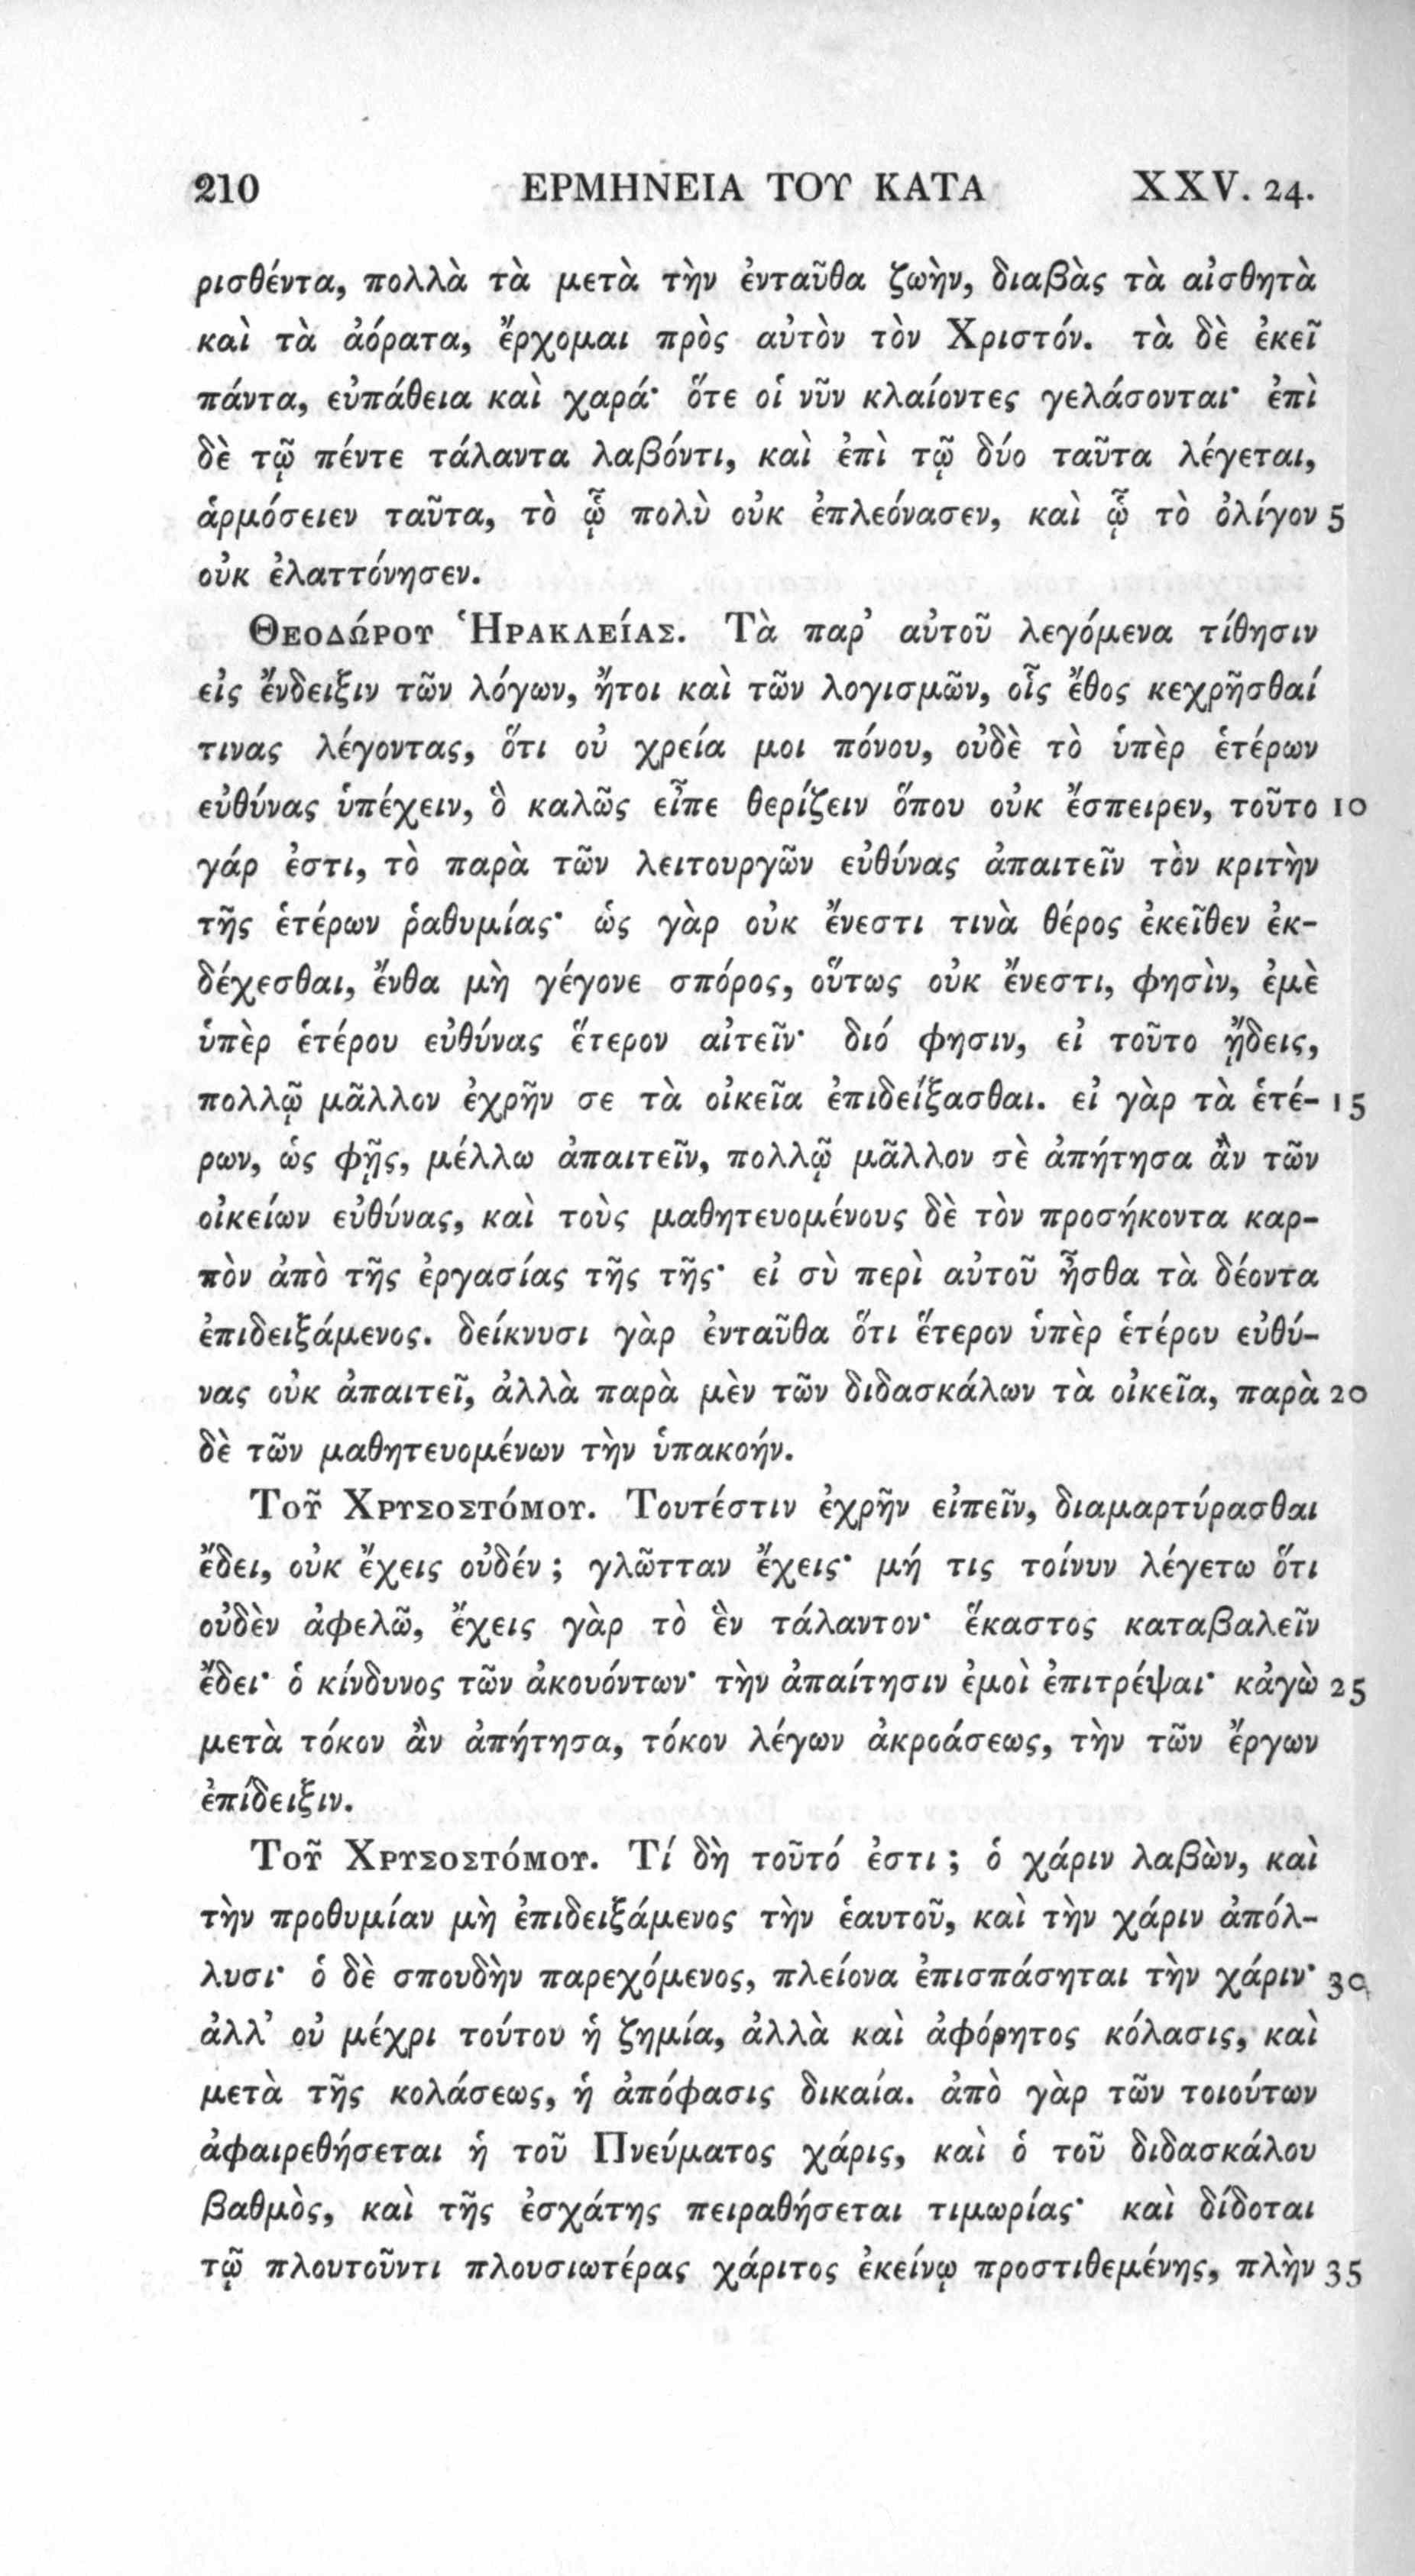 210 ΕΡΜΗΝΕΙΑ ΤΟΥ ΚΑΤΑ XXV. 24.
ρισθέντα, πολλὰ τὰ μετὰ τὴν ἐνταῦθα ζωὴν, διαβὰς τὰ αἰσθητὰ
καὶ τὰ ἀόρατα, ἔρχομαι πρὸς αὐτὸν τὸν Χριστόν. τὰ δὲ ἐκεῖ
πάντα, εὐπάθεια καὶ χαρά· ὅτε οἱ νῦν κλαίοντες γελάσονται· ἐπὶ
δὲ τῷ πέντε τάλαντα λαβόντι, καὶ ἐπὶ τῷ δύο ταῦτα λέγεται,
ἁρμόσειεν ταῦτα, τὸ ᾧ πολὺ οὐκ ἐπλεόνασεν, καὶ ᾧ τὸ ὀλίγον 5
οὐκ ἐλαττόνησεν.
ΘΕΟΔΏΡΟΥ ἩΡΑΚΛΕΊΑΣ. Τὰ παρ’ αὐτοῦ λεγόμενα τίθησιν
εἰς ἔνδειξιν τῶν λόγων, ἤτοι καὶ τῶν λογισμῶν, οἷς ἔθος κεχρῆσθαί
τινας λέγοντας, ὅτι οὐ χρεία μοι πόνου, οὐδὲ τὸ ὑπὲρ ἑτέρων
εὐθύνας ὑπέχειν, ὃ καλῶς εἶπε θερίζειν ὅπου οὐκ ἔσπειρεν, τοῦτο 10
γάρ ἐστι, τὸ παρὰ τῶν λειτουργῶν εὐθύνας ἀπαιτεῖν τὸν κριτὴν
τῆς ἑτέρων ῥαθυμίας· ὡς γὰρ οὐκ ἔνεστι τινὰ θέρος ἐκεῖθεν ἐκ-
δέχεσθαι, ἔνθα μὴ γέγονε σπόρος, οὕτως οὐκ ἔνεστι, φησὶν, ἐμὲ
ὑπὲρ ἑτέρου εὐθύνας ἕτερον αἰτεῖν· διό φησιν, εἰ τοῦτο ᾔδεις,
πολλῷ μᾶλλον ἐχρῆν σε τὰ οἰκεῖα ἐπιδείξασθαι. εἰ γὰρ τὰ ἑτέ- 15
ρων, ὡς φῇς, μέλλω ἀπαιτεῖν, πολλῷ μᾶλλον σὲ ἀπήτησα ἂν τῶν
οἰκείων εὐθύνας, καὶ τοὺς μαθητευομένους δὲ τὸν προσήκοντα καρ-
πὸν ἀπὸ τῆς ἐργασίας τῆς τῆς· εἰ σὺ περὶ αὐτοῦ ἦσθα τὰ δέοντα
ἐπιδειξάμενος. δείκνυσι γὰρ ἐνταῦθα ὅτι ἕτερον ὑπὲρ ἑτέρου εὐθύ-
νας οὐκ ἀπαιτεῖ, ἀλλὰ παρὰ μὲν τῶν διδασκάλων τὰ οἰκεῖα, παρὰ 20
δὲ τῶν μαθητευομένων τὴν ὑπακοήν.
ΤΟΥ͂ ΧΡΥΣΟΣΤΌΜΟΥ. Τουτέστιν ἐχρῆν εἰπεῖν, διαμαρτύρασθαι
ἔδει, οὐκ ἔχεις οὐδέν ; γλῶτταν ἔχεις· μή τις τοίνυν λέγετω ὅτι
οὐδὲν ἀφελῶ, ἔχεις γὰρ τὸ ἓν τάλαντον· ἕκαστος καταβαλεῖν
ἔδει· ὁ κίνδυνος τῶν ἀκουόντων· τὴν ἀπαίτησιν ἐμοὶ ἐπιτρέψαι· κἀγὼ 25
μετὰ τόκον ἂν ἀπήτησα, τόκον λέγων ἀκροάσεως, τὴν τῶν ἔργων
ἐπίδειξιν.
ΤΟΥ͂ ΧΡΥΣΟΣΤΌΜΟΥ. Τί δὴ τοῦτό ἐστι ; ὁ χάριν λαβὼν, καὶ
τὴν προθυμίαν μὴ ἐπιδειξάμενος τὴν ἑαυτοῦ, καὶ τὴν χάριν ἀπόλ-
λυσι· ὁ δὲ σπουδὴν παρεχόμενος, πλείονα ἐπισπάσηται τὴν χάριν· 30
ἀλλ’ οὐ μέχρι τούτου ἡ ζημία, ἀλλὰ καὶ ἀφόρητος κόλασις, καὶ
μετὰ τῆς κολάσεως, ἡ ἀπόφασις δικαία. ἀπὸ γὰρ τῶν τοιούτων
ἀφαιρεθήσεται ἡ τοῦ Πνεύματος χάρις, καὶ ὁ τοῦ διδασκάλου
βαθμὸς, καὶ τῆς ἐσχάτης πειραθήσεται τιμωρίας· καὶ δίδοται
τῷ πλουτοῦντι πλουσιωτέρας χάριτος ἐκείνῳ προστιθεμένης, πλὴν 35